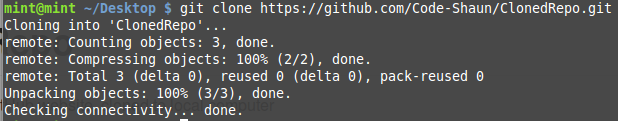 mint@mint ~/Desktop $ git clone https://github.com/Code-Shaun/ClonedRepo.git
Cloning into 'ClonedRepo'...
remote: Counting objects: 3, done.
remote: Compressing objects: 100% (2/2), done.
remote: Total 3 (delta 0), reused 0 (delta 0), pack-reused 0
Unpacking objects: 100% (3/3), done.
Checking connectivity... done.